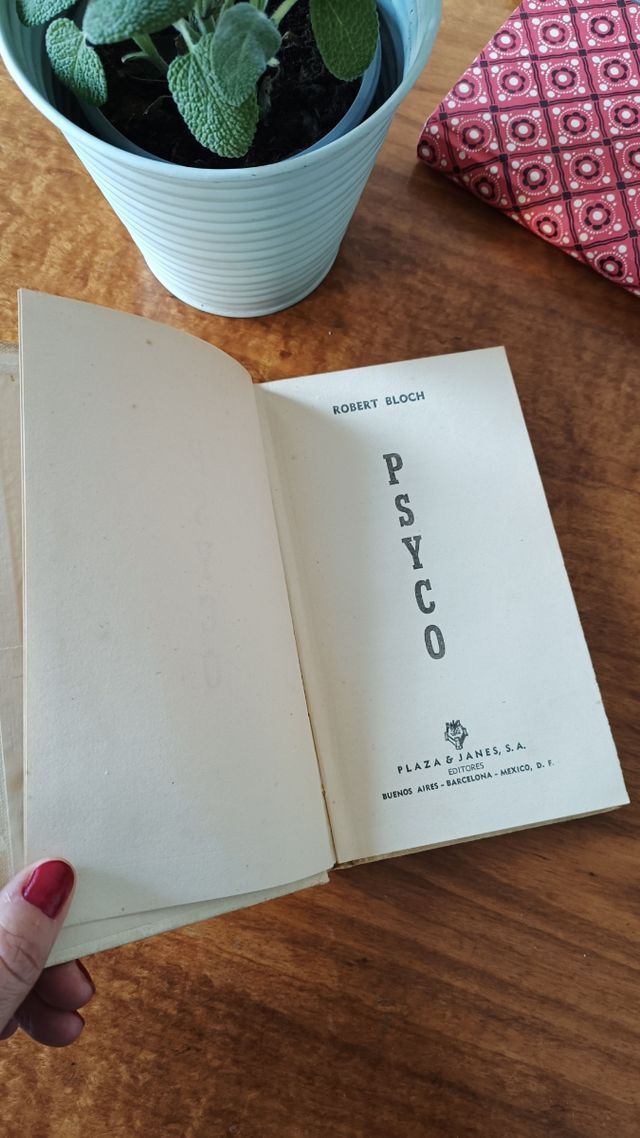 ROBERT BLOCH
PSYCO
PLAZA & JANES, S.A.
EDITORES
BUENOS AIRES - BARCELONA - MEXICO, D. F.